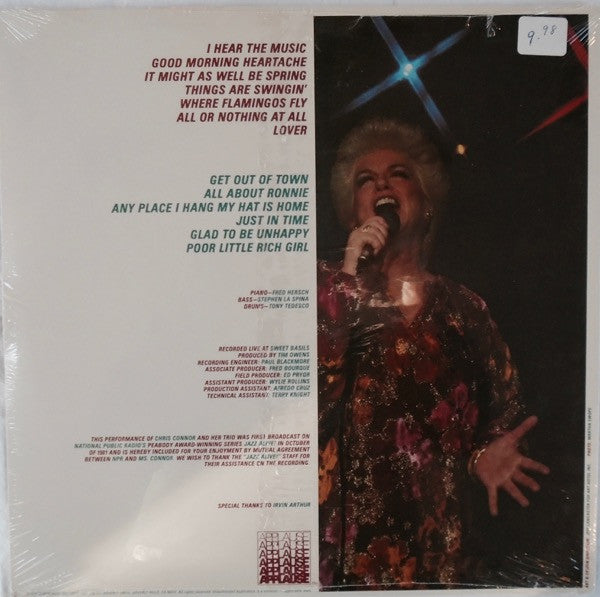 9.98
I HEAR THE MUSIC
GOOD MORNING HEARTACHE
IT MIGHT AS WELL BE SPRING
THINGS ARE SWINGIN'
WHERE FLAMINGOS FLY
ALL OR NOTHING AT ALL
LOVER
GET OUT OF TOWN
ALL ABOUT RONNIE
ANY PLACE I HANG MY HAT IS HOME
JUST IN TIME
GLAD TO BE UNHAPPY
POOR LITTLE RICH GIRL
PIANO—FRED HERSCH
BASS—STEPHEN LA SPINA
DRUMS—TONY TEDESCO
RECORDED LIVE AT SWEET BASILS
PRODUCED BY TIM OWENS
RECORDING ENGINEER: PAUL BLACKMORE
ASSOCIATE PRODUCER: FRED BOURQUE
FIELD PRODUCER: ED PRYOR
ASSISTANT PRODUCER: WYLIE ROLLINS
PRODUCTION ASSISTANT: AFREDO CRUZ
TECHNICAL ASSISTANT: TERRY KNIGHT
THIS PERFORMANCE OF CHRIS CONNOR AND HER TRIO WAS FIRST BROADCAST ON
NATIONAL PUBLIC RADIO'S PEABODY AWARD-WINNING SERIES JAZZ ALIVE! IN OCTOBER
OF 1981 AND IS HEREBY INCLUDED FOR YOUR ENJOYMENT BY MUTUAL AGREEMENT
BETWEEN NPR AND MS. CONNOR. WE WISH TO THANK THE "JAZZ ALIVE!" STAFF FOR
THEIR ASSISTANCE ON THE RECORDING.
SPECIAL THANKS TO IRVIN ARTHUR
APPLAUSE
APPLAUSE
APPLAUSE
APPLAUSE
APPLAUSE
APPLAUSE